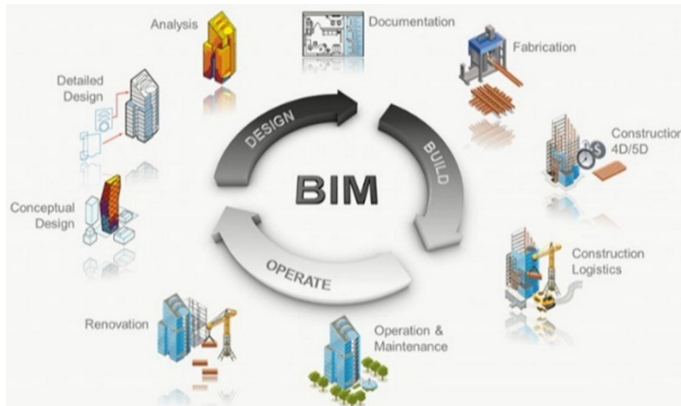 Analysis
Documentation
Fabrication
Detailed
Design
DESIGN
BUILD
Construction
4D/5D
BIM
Conceptual
Design
Construction
Logistics
OPERATE
Renovation
Operation &
Maintenance